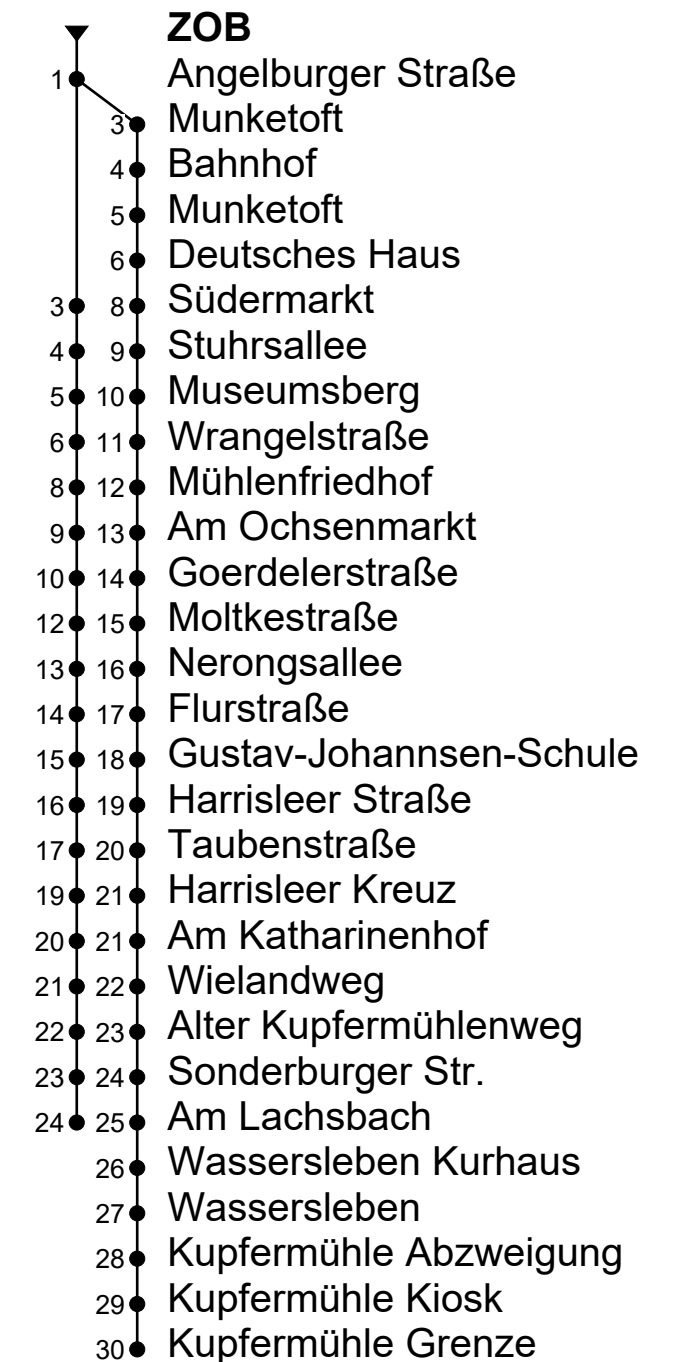 ZOB
1 Angelburger Straße
3 Munketoft
4 Bahnhof
5 Munketoft
6 Deutsches Haus
3 8 Südermarkt
4 9 Stuhrsallee
5 10 Museumsberg
6 11 Wrangelstraße
8 12 Mühlenfriedhof
9 13 Am Ochsenmarkt
10 14 Goerdelerstraße
12 15 Moltkestraße
13 16 Nerongsallee
14 17 Flurstraße
15 18 Gustav-Johannsen-Schule
16 19 Harrisleer Straße
17 20 Taubenstraße
19 21 Harrisleer Kreuz
20 21 Am Katharinenhof
21 22 Wielandweg
22 23 Alter Kupfermühlenweg
23 24 Sonderburger Str.
24 25 Am Lachsbach
26 Wassersleben Kurhaus
27 Wassersleben
28 Kupfermühle Abzweigung
29 Kupfermühle Kiosk
30 Kupfermühle Grenze